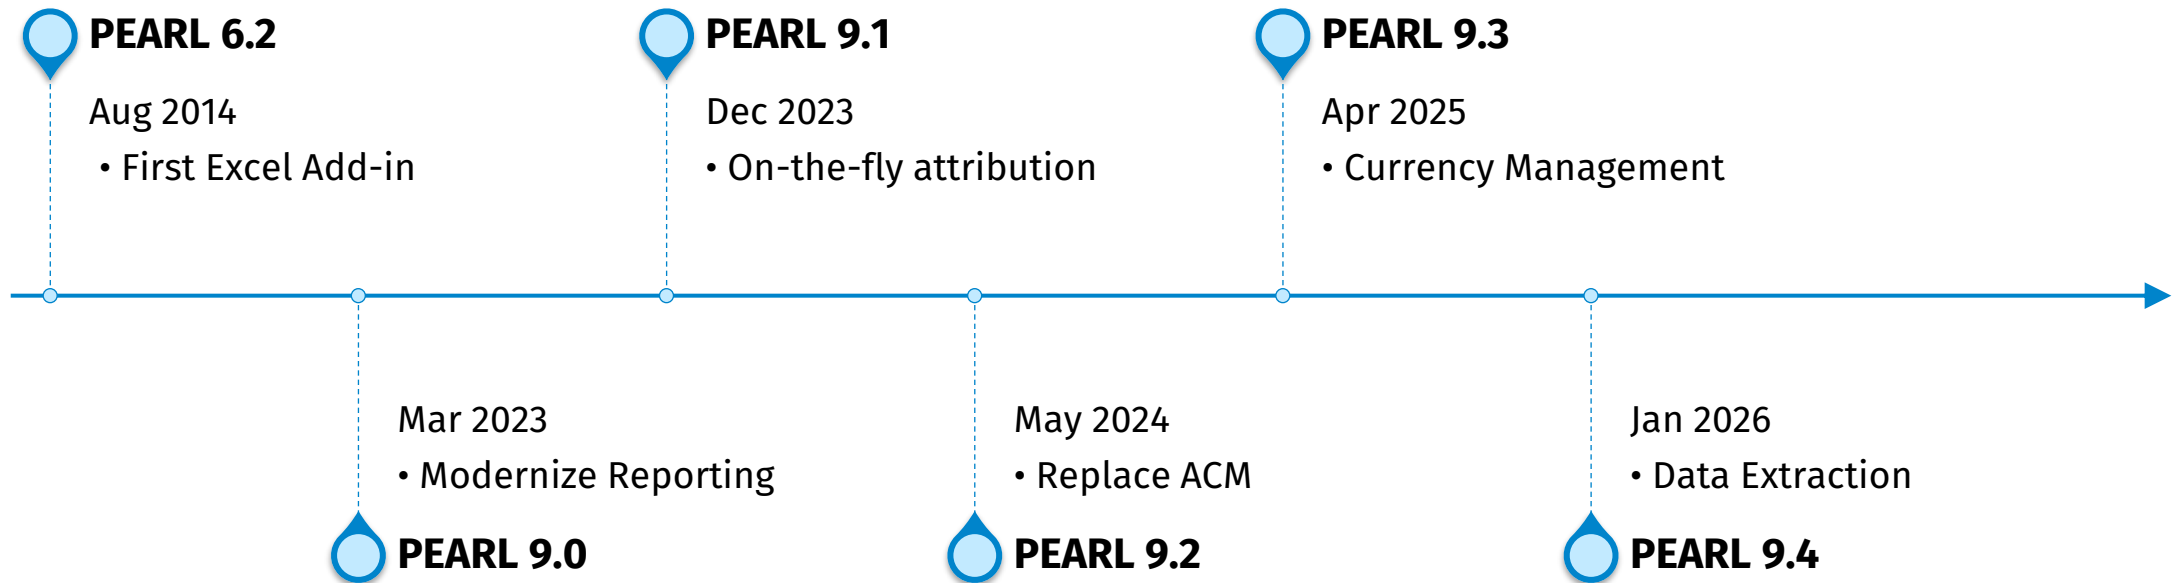 PEARL 6.2
Aug 2014
• First Excel Add-in
PEARL 9.1
Dec 2023
• On-the-fly attribution
PEARL 9.3
Apr 2025
• Currency Management
Mar 2023
• Modernize Reporting
PEARL 9.0
May 2024
• Replace ACM
PEARL 9.2
Jan 2026
• Data Extraction
PEARL 9.4